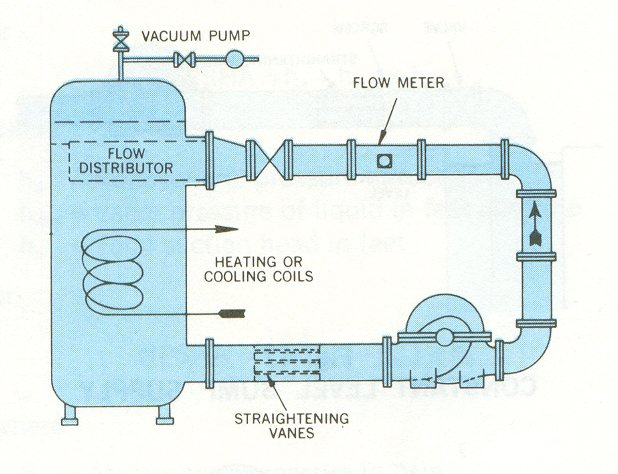 VACUUM PUMP
FLOW METER
FLOW
DISTRIBUTOR
HEATING OR
COOLING COILS
STRAIGHTENING
VANES